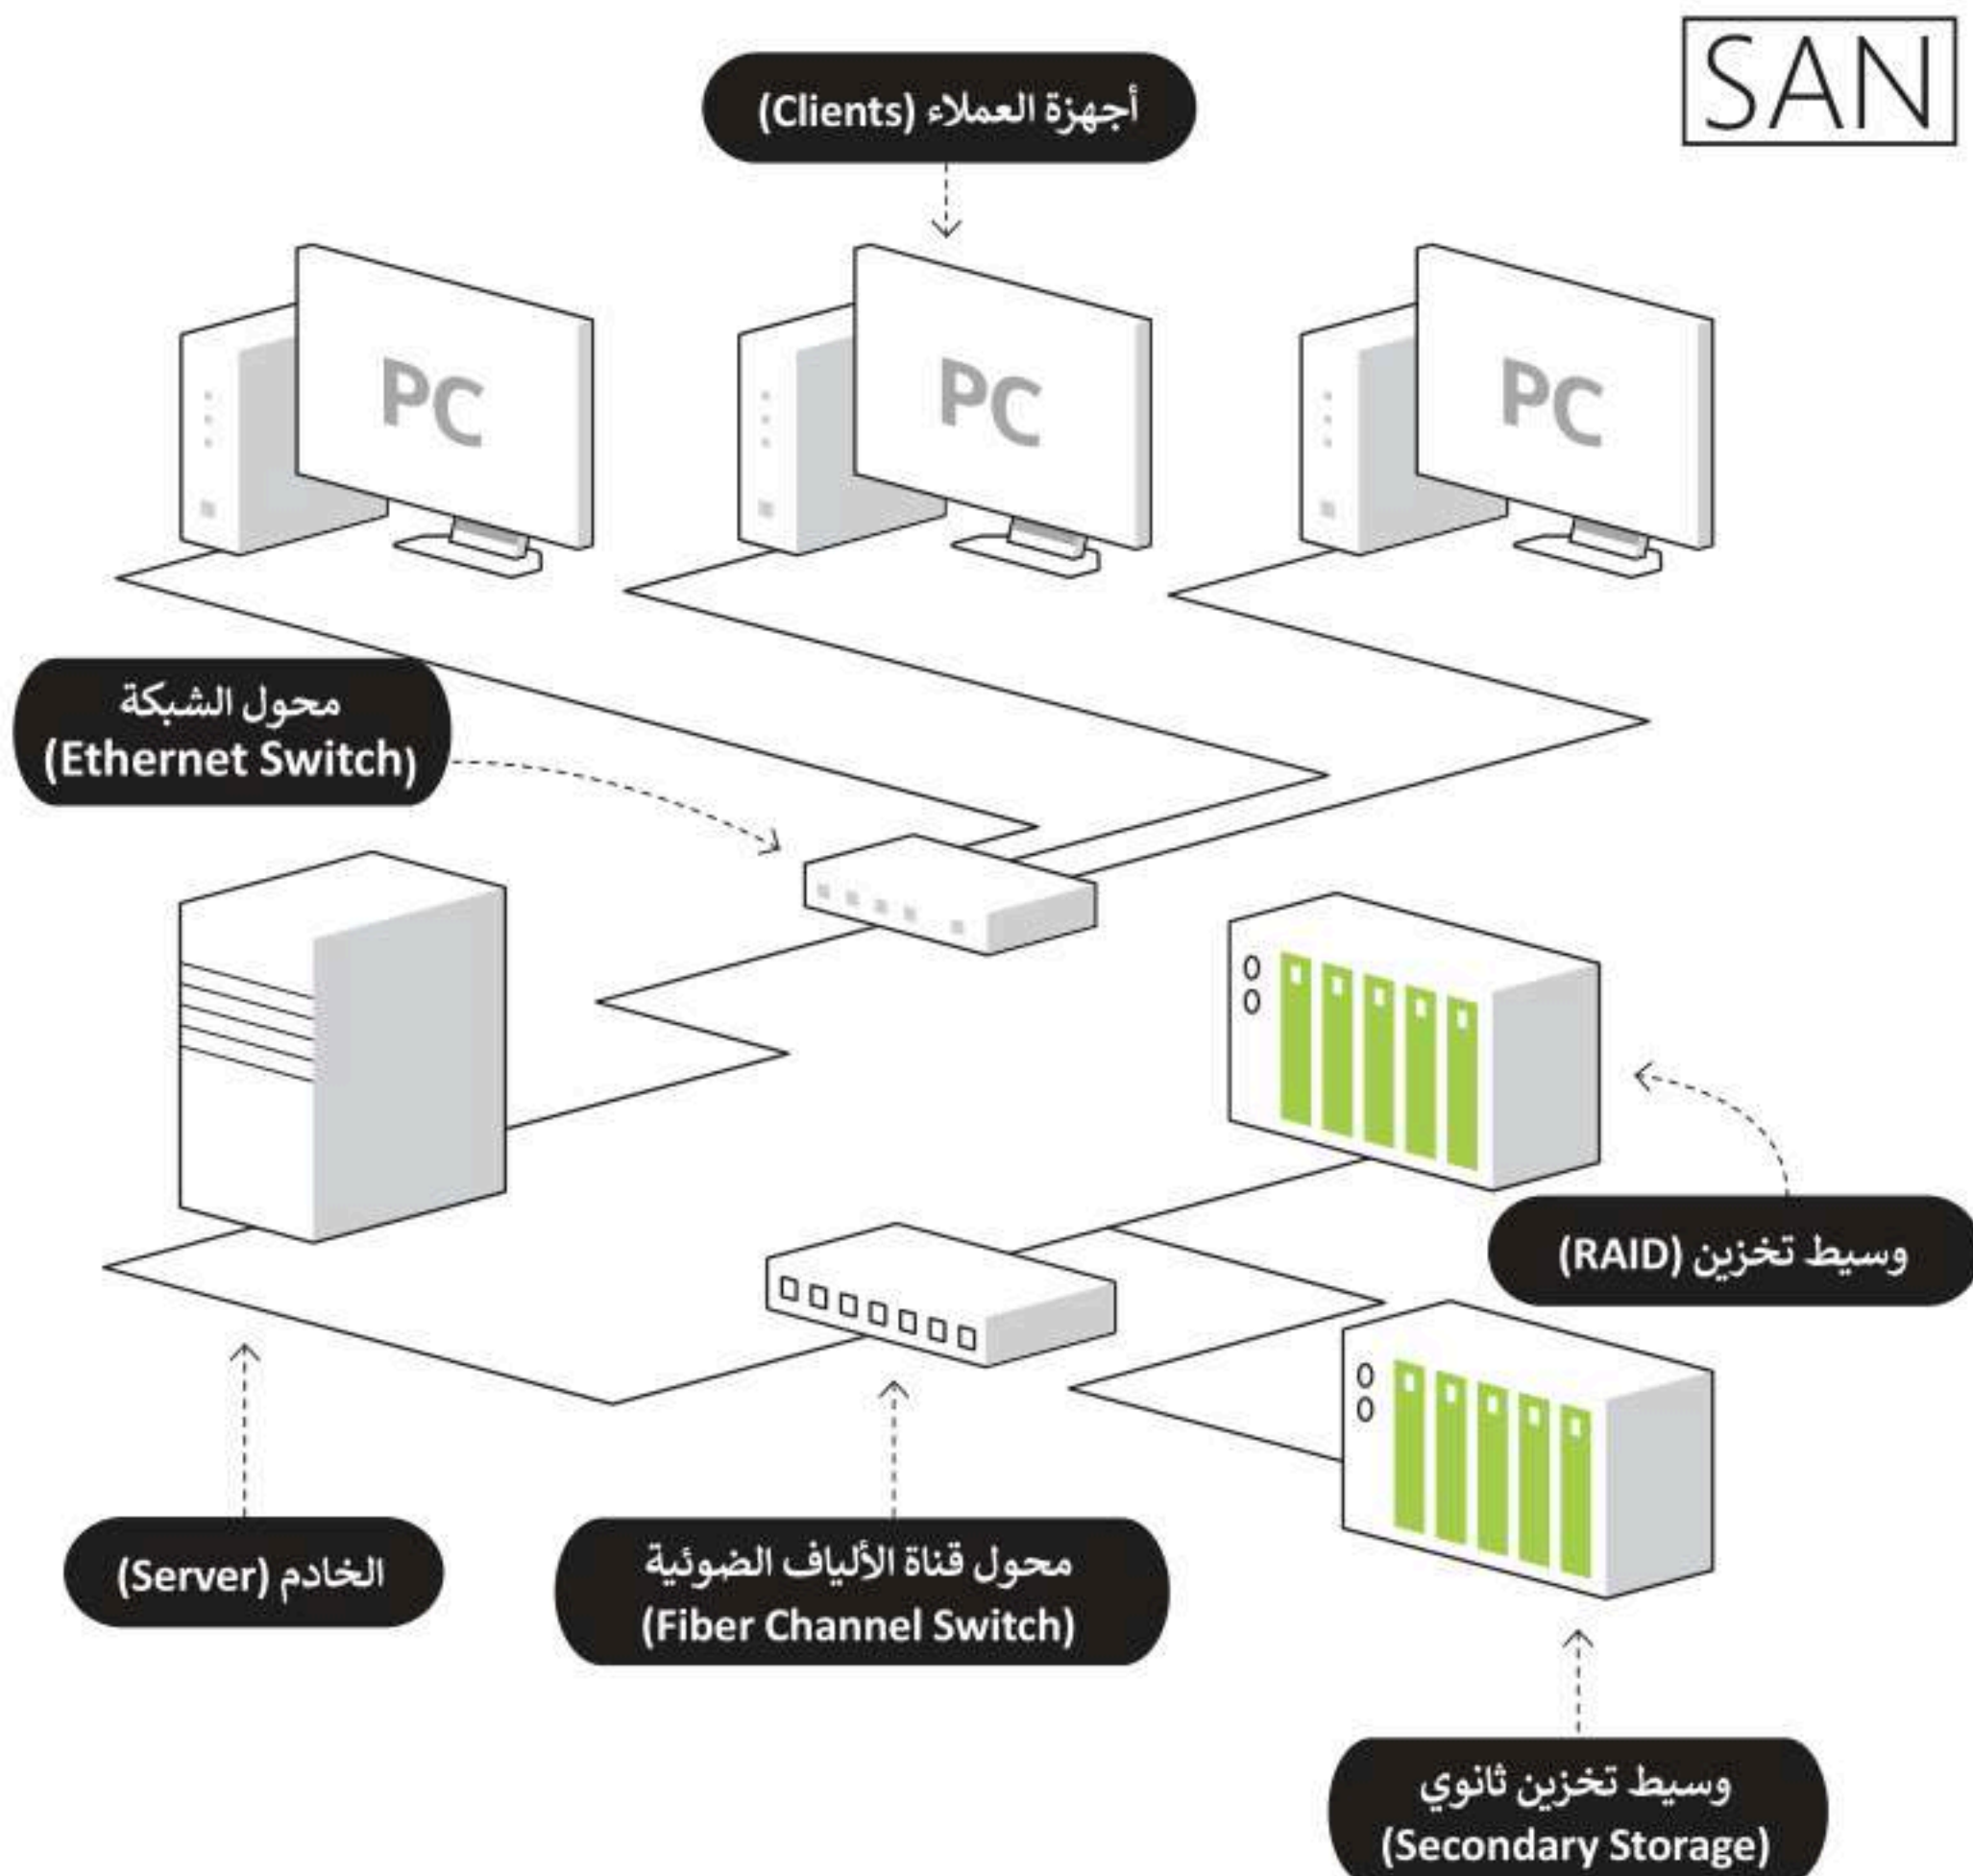 SAN
أجهزة العملاء (Clients)
PC
PC
PC
محول الشبكة
(Ethernet Switch)
وسيط تخزين (RAID)
الخادم (Server)
محول قناة الألياف الضوئية
(Fiber Channel Switch)
وسيط تخزين ثانوي
(Secondary Storage)